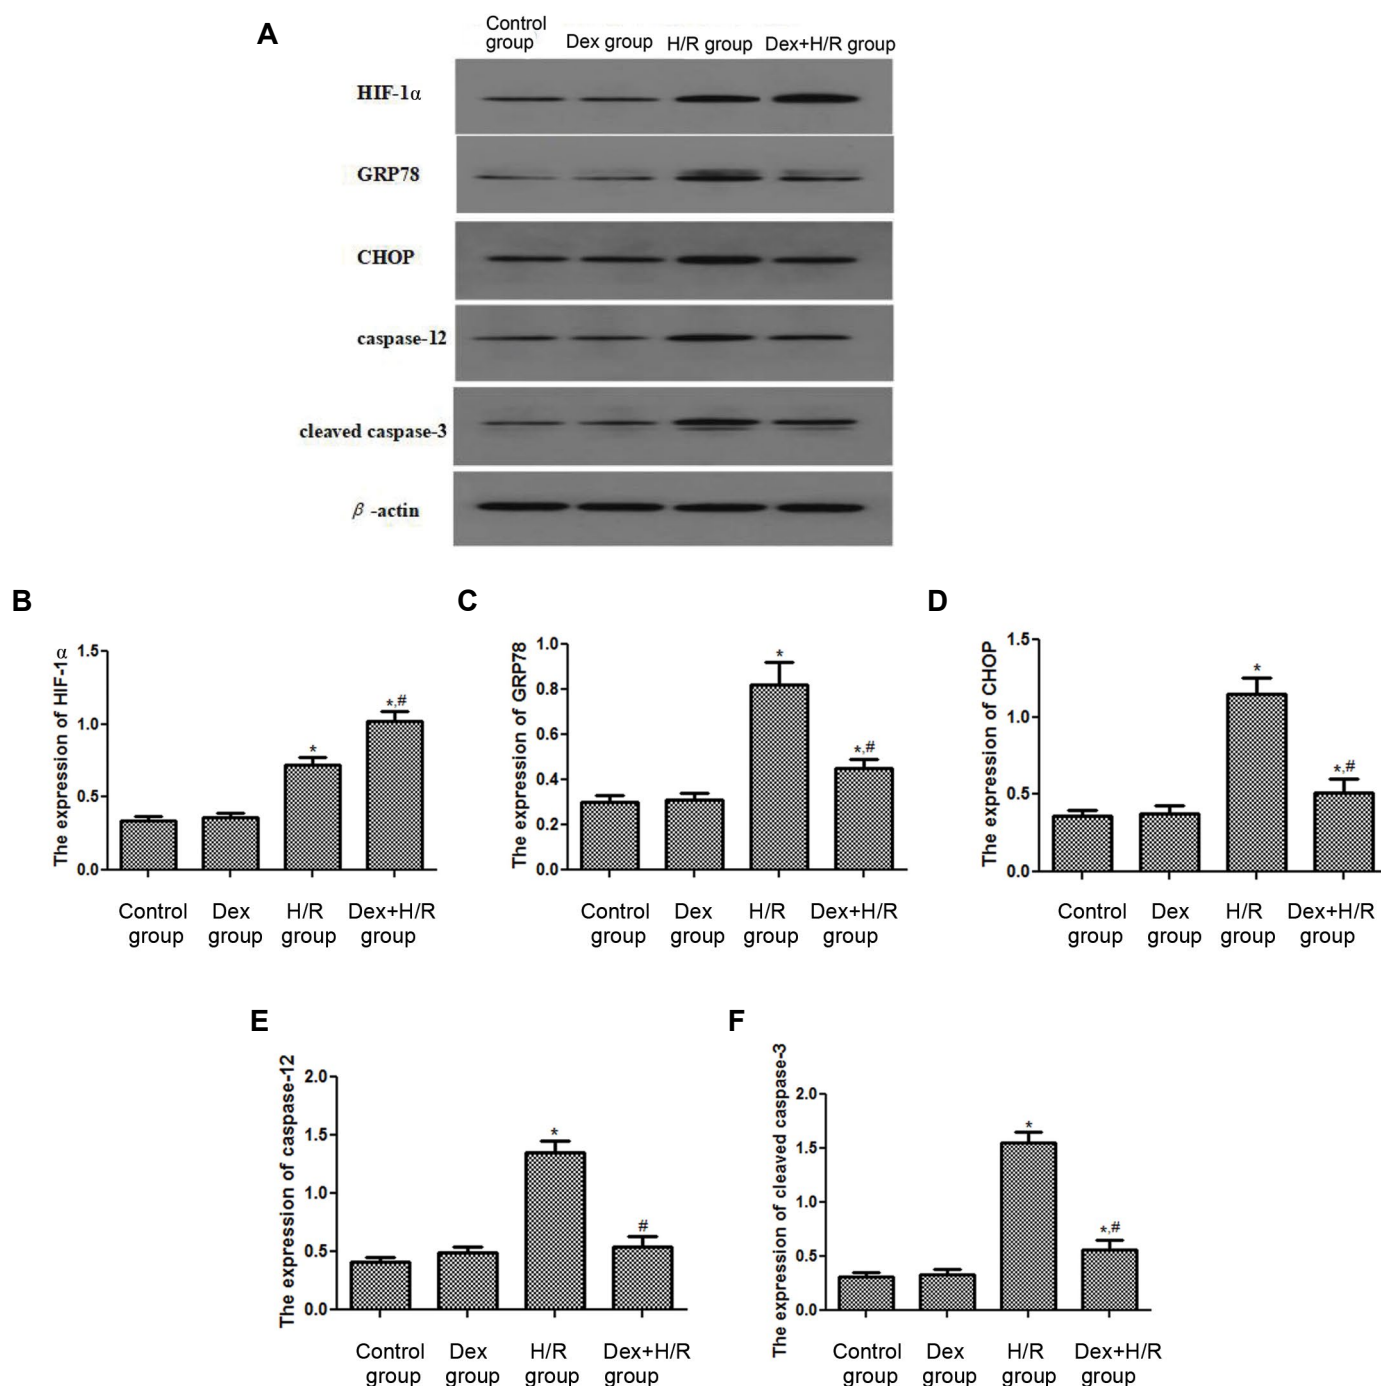 A
Control
group
Dex group
H/R group
Dex+H/R group
HIF-1α
GRP78
CHOP
caspase-12
cleaved caspase-3
β-actin
B
The expression of HIF-1α
1.5
1.0
0.5
0.0
*
*,#
Control
group
Dex
group
H/R
group
Dex+H/R
group
C
The expression of GRP78
1.0
0.8
0.6
0.4
0.2
0.0
*
*,#
Control
group
Dex
group
H/R
group
Dex+H/R
group
D
The expression of CHOP
1.5
1.0
0.5
0.0
*
*,#
Control
group
Dex
group
H/R
group
Dex+H/R
group
E
The expression of caspase-12
2.0
1.5
1.0
0.5
0.0
*
#
Control
group
Dex
group
H/R
group
Dex+H/R
group
F
The expression of cleaved caspase-3
2.0
1.5
1.0
0.5
0.0
*
*,#
Control
group
Dex
group
H/R
group
Dex+H/R
group